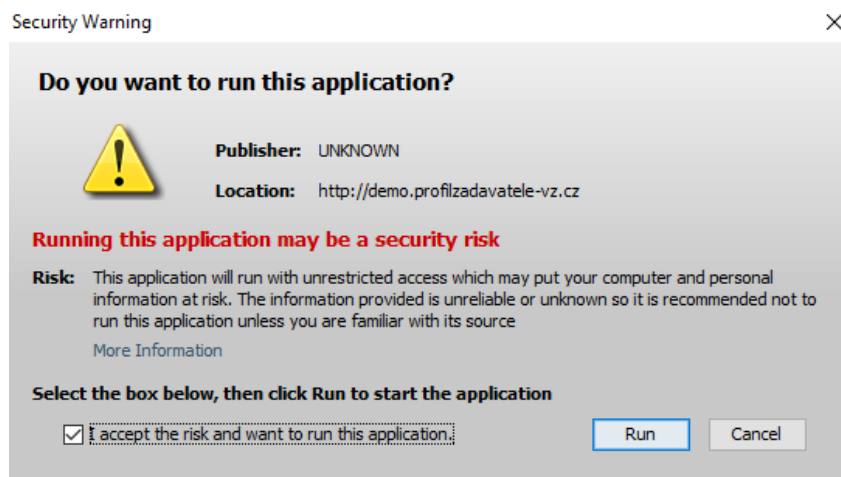 Security Warning
Do you want to run this application?
Publisher: UNKNOWN
Location: http://demo.profilzadavatele-vz.cz
Running this application may be a security risk
Risk: This application will run with unrestricted access which may put your computer and personal
information at risk. The information provided is unreliable or unknown so it is recommended not to
run this application unless you are familiar with its source
More Information
Select the box below, then click Run to start the application
I accept the risk and want to run this application.
Run
Cancel